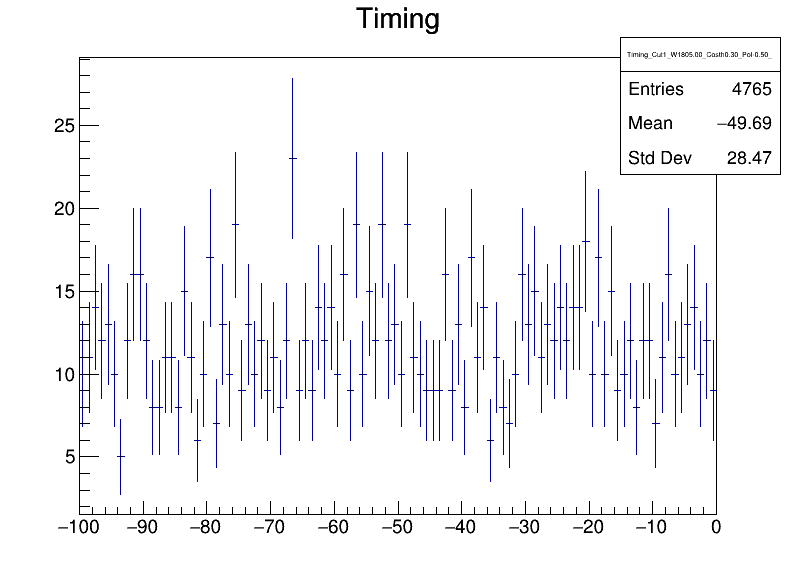 Timing
Timing_Cut1_W1805.00_Costh0.30_Pol-0.50_
Entries 4765
Mean −49.69
Std Dev 28.47
25
20
15
10
5
−100 −90 −80 −70 −60 −50 −40 −30 −20 −10 0